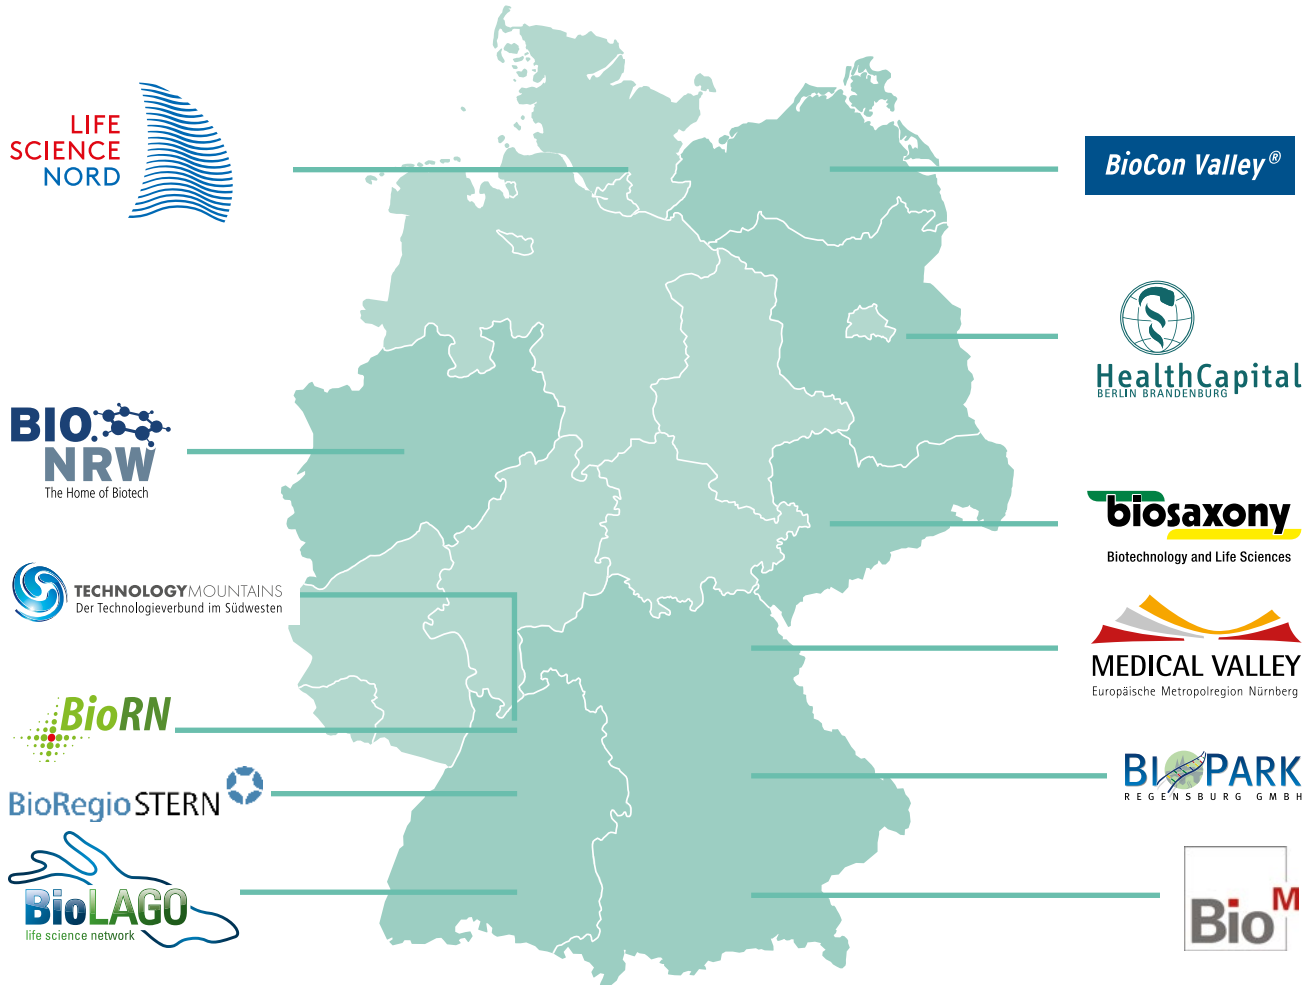 LIFE
SCIENCE
NORD
BIO.
NRW
The Home of Biotech
TECHNOLOGYMOUNTAINS
Der Technologieverbund im Südwesten
BioRN
BioRegio STERN
BioLAGO
life science network
BioCon Valley®
HealthCapital
BERLIN BRANDENBURG
biosaxony
Biotechnology and Life Sciences
MEDICAL VALLEY
Europäische Metropolregion Nürnberg
BIOPARK
REGENSBURG GMBH
BioM